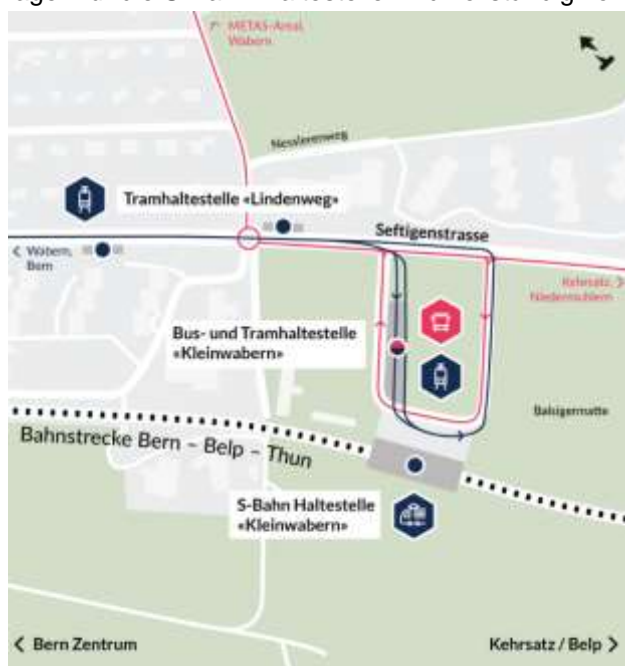 METAS-Areal,
Wabern
Nesslerenweg
Tramhaltestelle «Lindenweg»
Seftigenstrasse
< Wabern,
Bern
Kehrsatz, >
Niedermuhlern
Bus- und Tramhaltestelle
«Kleinwabern»
Balsigermatte
Bahnstrecke Bern – Belp – Thun
S-Bahn Haltestelle
«Kleinwabern»
< Bern Zentrum
Kehrsatz / Belp >